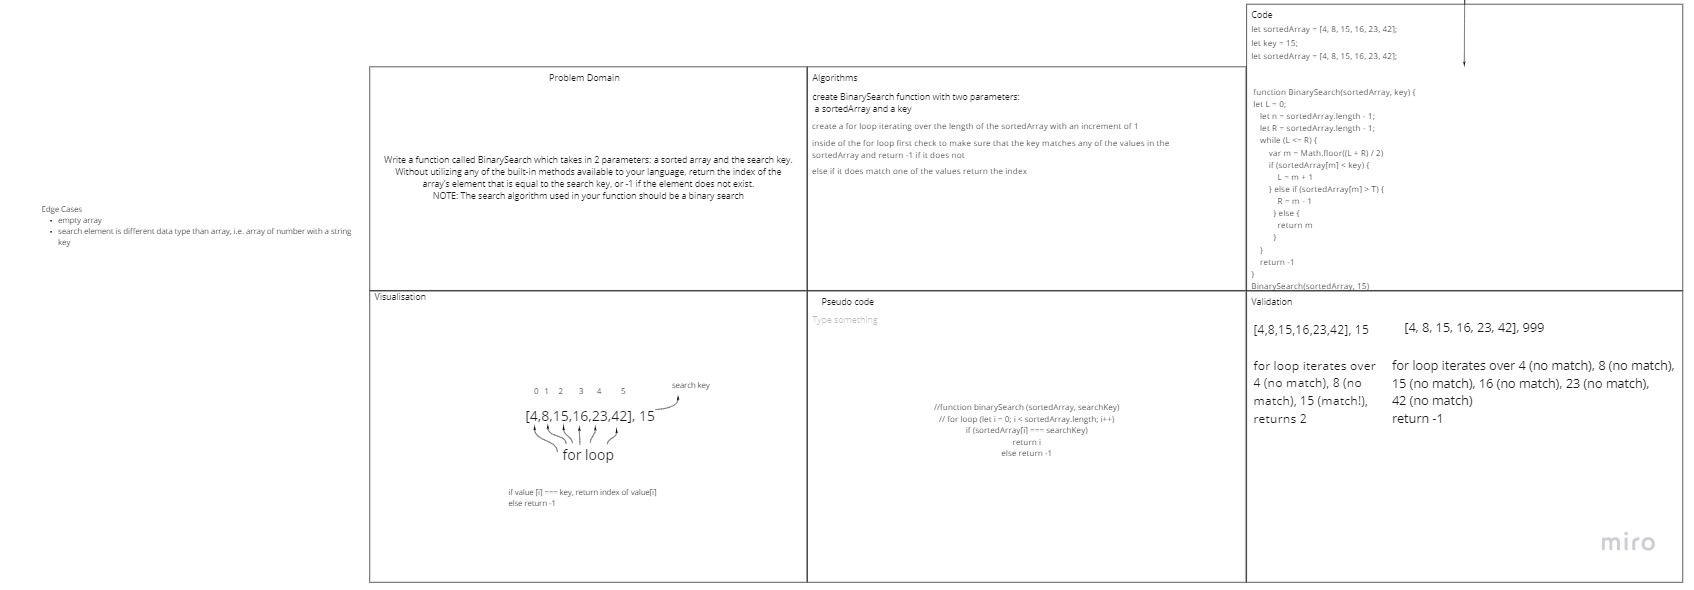 Edge Cases
• empty array
• search element is different data type than array, i.e. array of number with a string
key
Problem Domain
Write a function called BinarySearch which takes in 2 parameters: a sorted array and the search key.
Without utilizing any of the built-in methods available to your language, return the index of the
array's element that is equal to the search key, or -1 if the element does not exist.
NOTE: The search algorithm used in your function should be a binary search
Algorithms
create BinarySearch function with two parameters:
a sortedArray and a key
create a for loop iterating over the length of the sortedArray with an increment of 1
inside of the for loop first check to make sure that the key matches any of the values in the
sortedArray and return -1 if it does not
else if it does match one of the values return the index
Code
let sortedArray = [4, 8, 15, 16, 23, 42];
let key = 15;
let sortedArray = [4, 8, 15, 16, 23, 42];
function BinarySearch(sortedArray, key) {
let L = 0;
let n = sortedArray.length - 1;
let R = sortedArray.length - 1;
while (L <= R) {
var m = Math.floor((L + R) / 2)
if (sortedArray[m] < key) {
L = m + 1
} else if (sortedArray[m] > T) {
R = m - 1
} else {
return m
}
}
return -1
}
BinarySearch(sortedArray, 15)
Visualisation
0 1 2 3 4 5
search key
[4,8,15,16,23,42], 15
for loop
if value [i] === key, return index of value[i]
else return -1
Pseudo code
Type something
//function binarySearch (sortedArray, searchKey)
// for loop (let i = 0; i < sortedArray.length; i++)
if (sortedArray[i] === searchKey)
return i
else return -1
Validation
[4,8,15,16,23,42], 15
for loop iterates over
4 (no match), 8 (no
match), 15 (match!),
returns 2
[4, 8, 15, 16, 23, 42], 999
for loop iterates over 4 (no match), 8 (no match),
15 (no match), 16 (no match), 23 (no match),
42 (no match)
return -1
miro